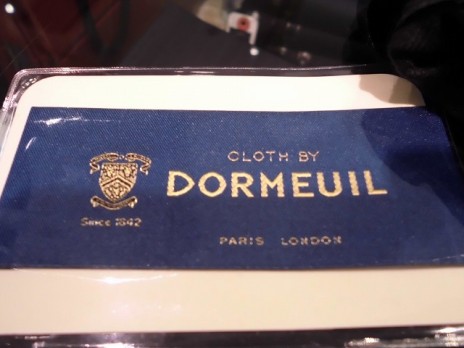 CLOTH BY
DORMEUIL
Since 1842
PARIS LONDON